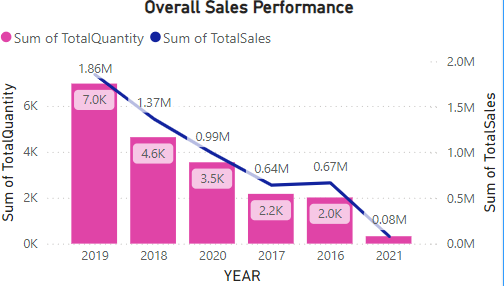 Overall Sales Performance
Sum of TotalQuantity Sum of TotalSales
Sum of TotalQuantity
6K
4K
2K
0K
1.86M
1.37M
0.99M
0.64M
0.67M
0.08M
7.0K
4.6K
3.5K
2.2K
2.0K
2.0M
1.5M
1.0M
0.5M
0.0M
Sum of TotalSales
2019 2018 2020 2017 2016 2021
YEAR